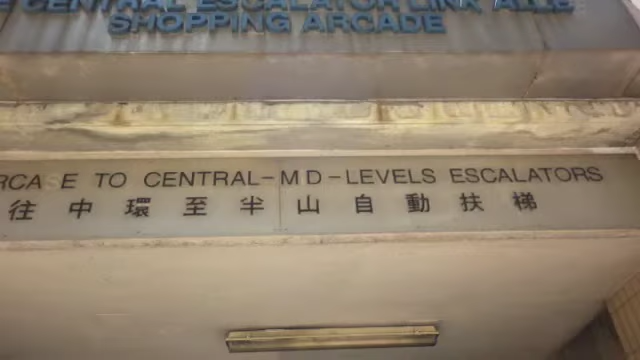 CENTRAL ESCALATOR LINK ALLE
SHOPPING ARCADE
RCASE TO CENTRAL-MD-LEVELS ESCALATORS
往中環至半山自動扶梯